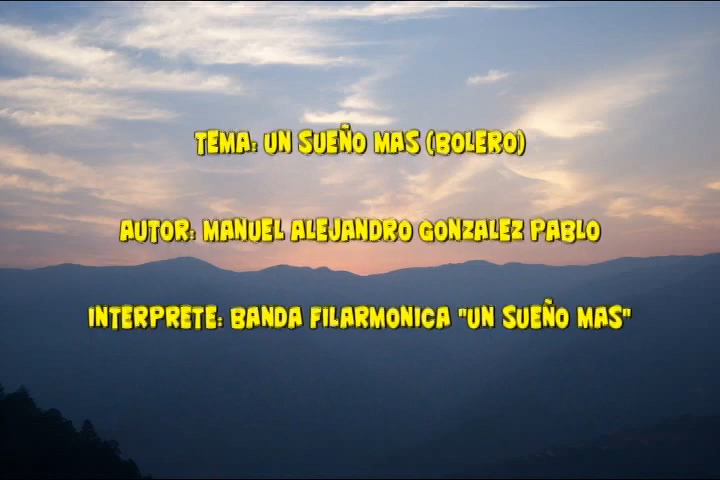 TEMA: UN SUEÑO MAS (BOLERO)
AUTOR: MANUEL ALEJANDRO GONZALEZ PABLO
INTERPRETE: BANDA FILARMONICA "UN SUEÑO MAS"